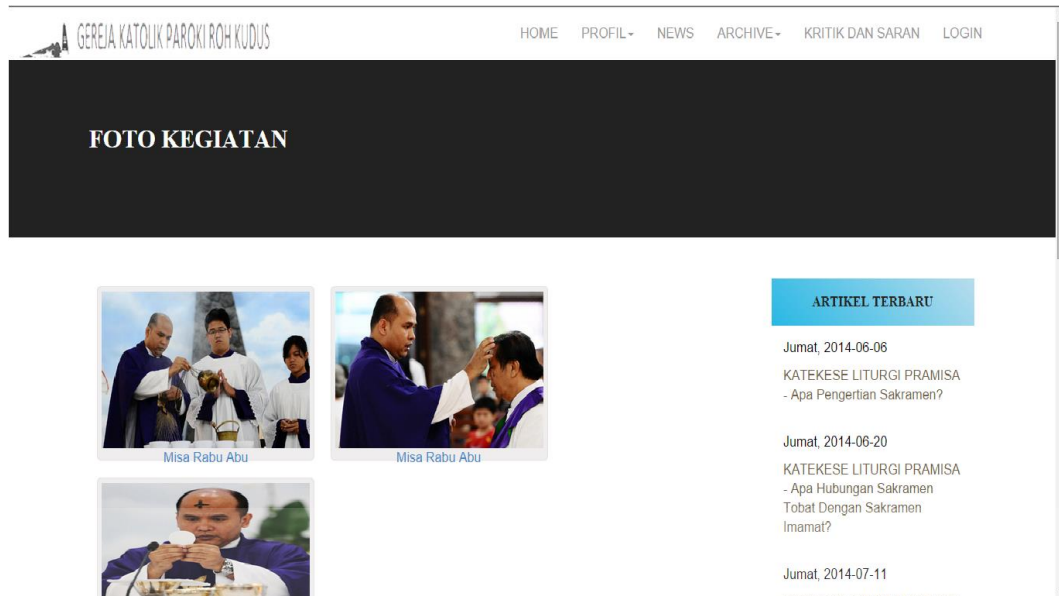 GEREJA KATOLIK PAROKI ROH KUDUS
HOME PROFIL NEWS ARCHIVE KRITIK DAN SARAN LOGIN
FOTO KEGIATAN
Misa Rabu Abu
Misa Rabu Abu
ARTIKEL TERBARU
Jumat, 2014-06-06
KATEKESE LITURGI PRAMISA
- Apa Pengertian Sakramen?
Jumat, 2014-06-20
KATEKESE LITURGI PRAMISA
- Apa Hubungan Sakramen
Tobat Dengan Sakramen
Imamat?
Jumat, 2014-07-11